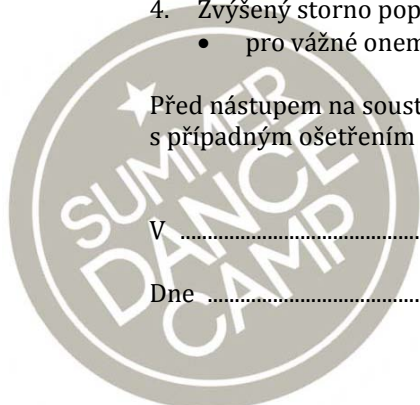 4. Zvýšený storno pop
• pro vážné onem
Před nástupem na soust
s případným ošetřením
SUMMER
DANCE
CAMP
V ................................................
Dne ................................................